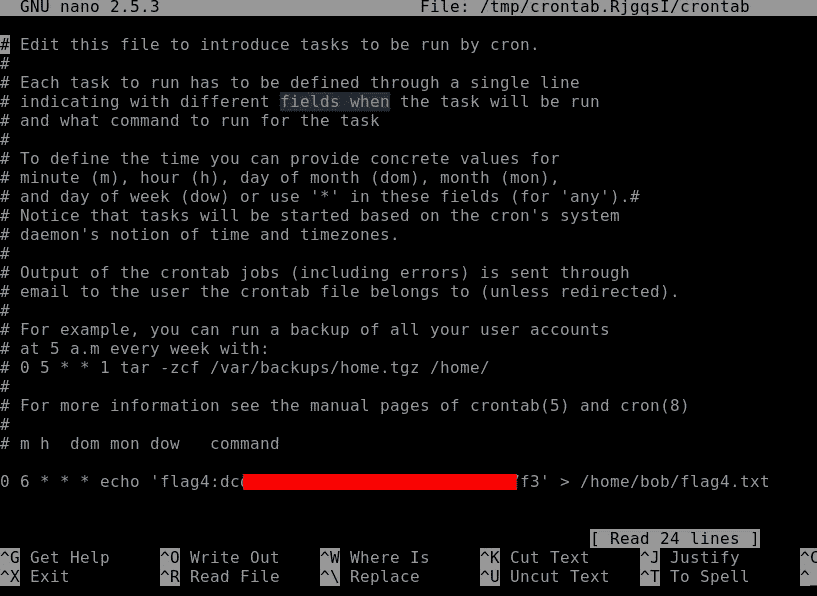 GNU nano 2.5.3 File: /tmp/crontab.RjgqsI/crontab
# Edit this file to introduce tasks to be run by cron.
#
# Each task to run has to be defined through a single line
# indicating with different fields when the task will be run
# and what command to run for the task
#
# To define the time you can provide concrete values for
# minute (m), hour (h), day of month (dom), month (mon),
# and day of week (dow) or use '*' in these fields (for 'any').#
# Notice that tasks will be started based on the cron's system
# daemon's notion of time and timezones.
#
# Output of the crontab jobs (including errors) is sent through
# email to the user the crontab file belongs to (unless redirected).
#
# For example, you can run a backup of all your user accounts
# at 5 a.m every week with:
# 0 5 * * 1 tar -zcf /var/backups/home.tgz /home/
#
# For more information see the manual pages of crontab(5) and cron(8)
#
# m h  dom mon dow   command
0 6 * * * echo 'flag4:dc f3' > /home/bob/flag4.txt
[ Read 24 lines ]
^G Get Help ^O Write Out ^W Where Is ^K Cut Text ^J Justify
^X Exit ^R Read File ^\ Replace ^U Uncut Text ^T To Spell